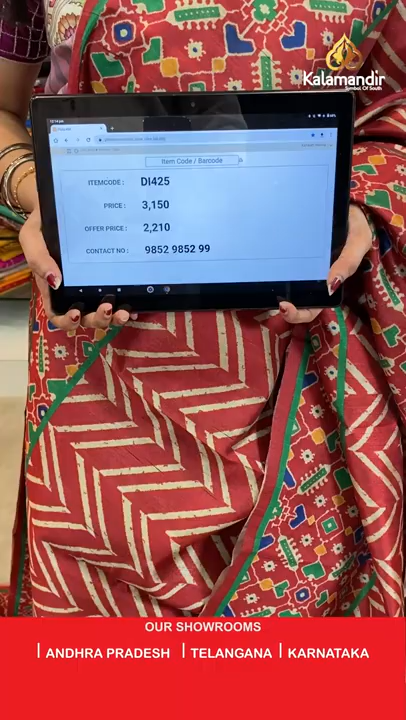 Kalamandir
Symbol Of South
Item Code / Barcode
ITEMCODE : DI425
PRICE : 3,150
OFFER PRICE : 2,210
CONTACT NO : 9852 9852 99
OUR SHOWROOMS
| ANDHRA PRADESH | TELANGANA | KARNATAKA